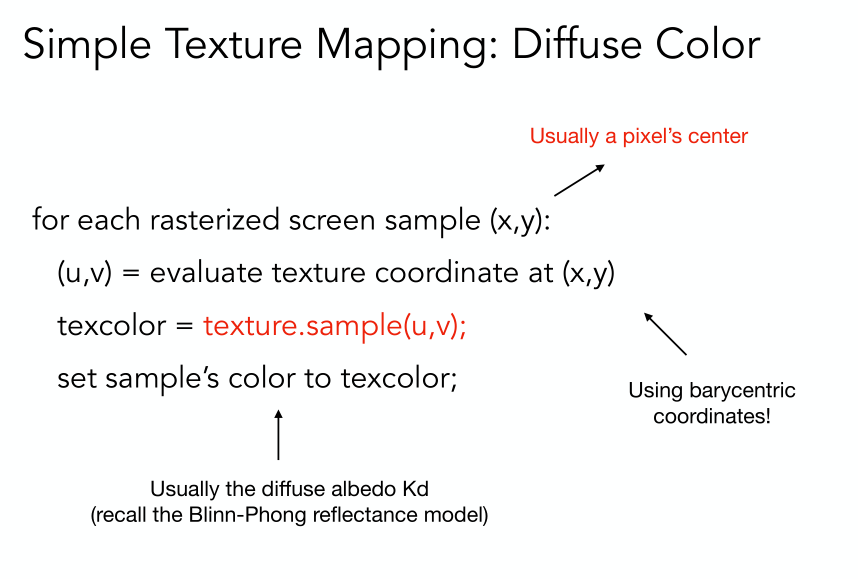 Simple Texture Mapping: Diffuse Color
Usually a pixel’s center
for each rasterized screen sample (x,y):
(u,v) = evaluate texture coordinate at (x,y)
texcolor = texture.sample(u,v);
set sample’s color to texcolor;
Using barycentric
coordinates!
Usually the diffuse albedo Kd
(recall the Blinn-Phong reflectance model)